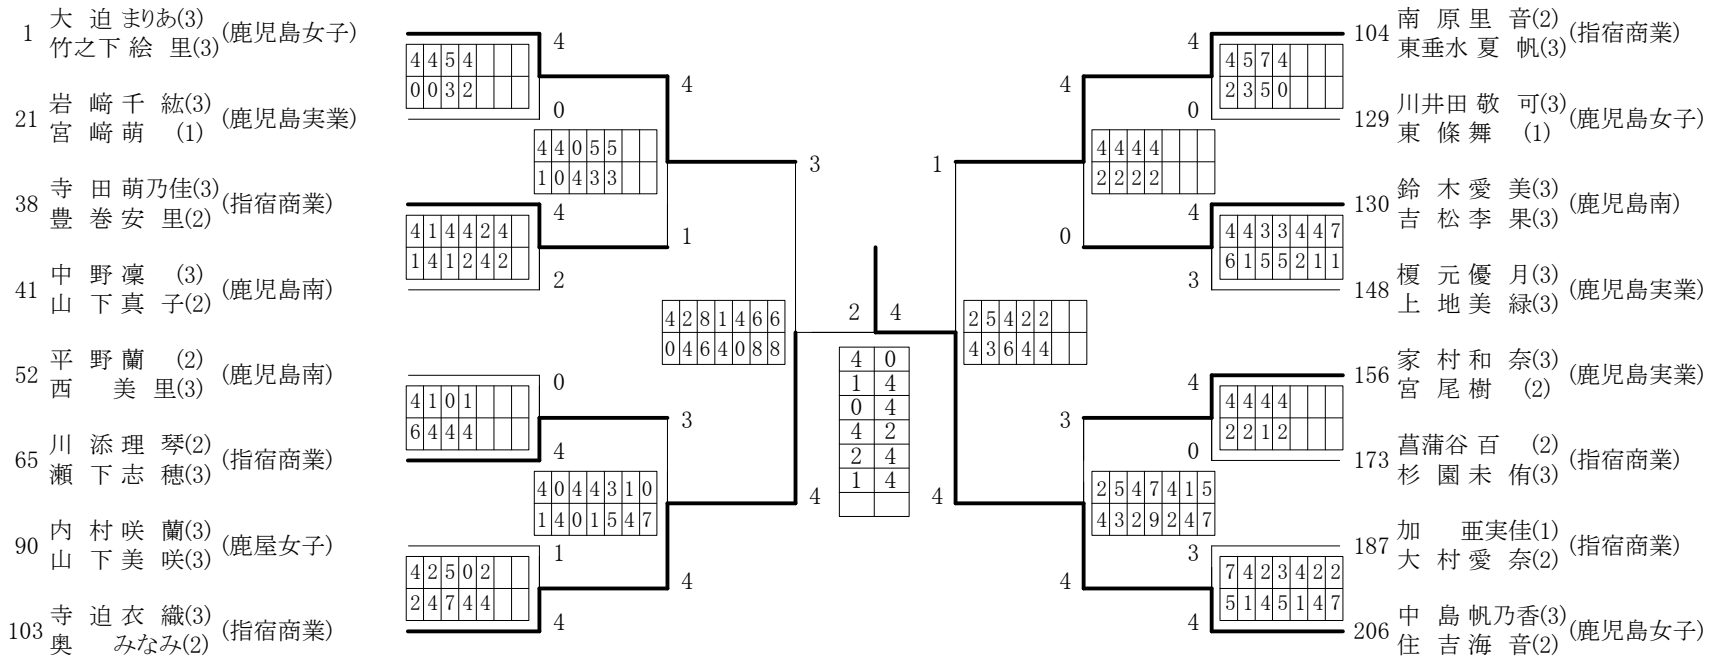 1 大 迫 まりあ(3) (鹿児島女子)
竹之下 絵 里(3)
4
4 4 5 4
0 0 3 2
0
21 岩 﨑 千 紘(3) (鹿児島実業)
宮 﨑 萌 (1)
4
4 4 0 5 5
1 0 4 3 3
38 寺 田 萌乃佳(3) (指宿商業)
豊 巻 安 里(2)
4
4 1 4 4 2 4
1 4 1 2 4 2
2
41 中 野 凜 (3) (鹿児島南)
山 下 真 子(2)
1
3
4 2 8 1 4 6 6
0 4 6 4 0 8 8
52 平 野 蘭 (2) (鹿児島南)
西 美 里(3)
0
4 1 0 1
6 4 4 4
4
65 川 添 理 琴(2) (指宿商業)
瀬 下 志 穂(3)
3
4 0 4 4 3 1 0
1 4 0 1 5 4 7
90 内 村 咲 蘭(3) (鹿屋女子)
山 下 美 咲(3)
1
4 2 5 0 2
2 4 7 4 4
4
103 寺 迫 衣 織(3) (指宿商業)
奥 みなみ(2)
4
4
2 4
4 0
1 4
0 4
4 2
2 4
1 4
104 南 原 里 音(2) (指宿商業)
東垂水 夏 帆(3)
4
4 5 7 4
2 3 5 0
0
129 川井田 敬 可(3) (鹿児島女子)
東 條 舞 (1)
4
4 4 4 4
2 2 2 2
130 鈴 木 愛 美(3) (鹿児島南)
吉 松 李 果(3)
4
4 4 3 3 4 4 7
6 1 5 5 2 1 1
3
148 榎 元 優 月(3) (鹿児島実業)
上 地 美 緑(3)
0
1
2 5 4 2 2
4 3 6 4 4
156 家 村 和 奈(3) (鹿児島実業)
宮 尾 樹 (2)
4
4 4 4 4
2 2 1 2
0
173 菖蒲谷 百 (2) (指宿商業)
杉 園 未 侑(3)
3
2 5 4 7 4 1 5
4 3 2 9 2 4 7
187 加 亜実佳(1) (指宿商業)
大 村 愛 奈(2)
3
7 4 2 3 4 2 2
5 1 4 5 1 4 7
4
206 中 島 帆乃香(3) (鹿児島女子)
住 吉 海 音(2)
4
4